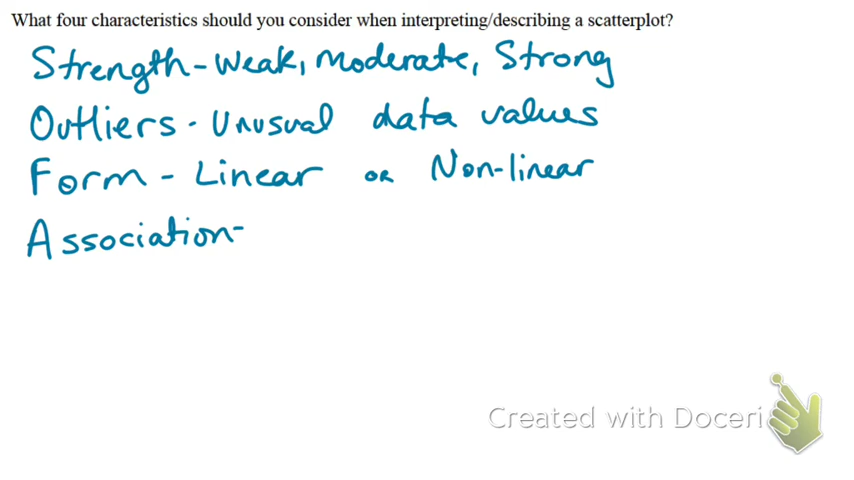 What four characteristics should you consider when interpreting/describing a scatterplot?
Strength - Weak, Moderate, Strong
Outliers - Unusual data values
Form - Linear or Non-linear
Association -
Created with Doceri